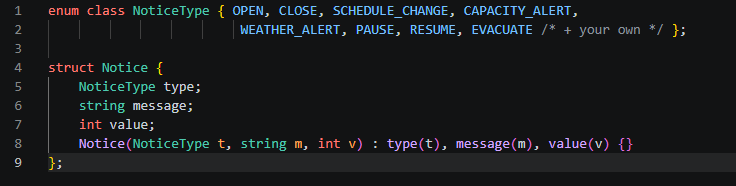 1 enum class NoticeType { OPEN, CLOSE, SCHEDULE_CHANGE, CAPACITY_ALERT,
2                         WEATHER_ALERT, PAUSE, RESUME, EVACUATE /* + your own */ };
3
4 struct Notice {
5     NoticeType type;
6     string message;
7     int value;
8     Notice(NoticeType t, string m, int v) : type(t), message(m), value(v) {}
9 };